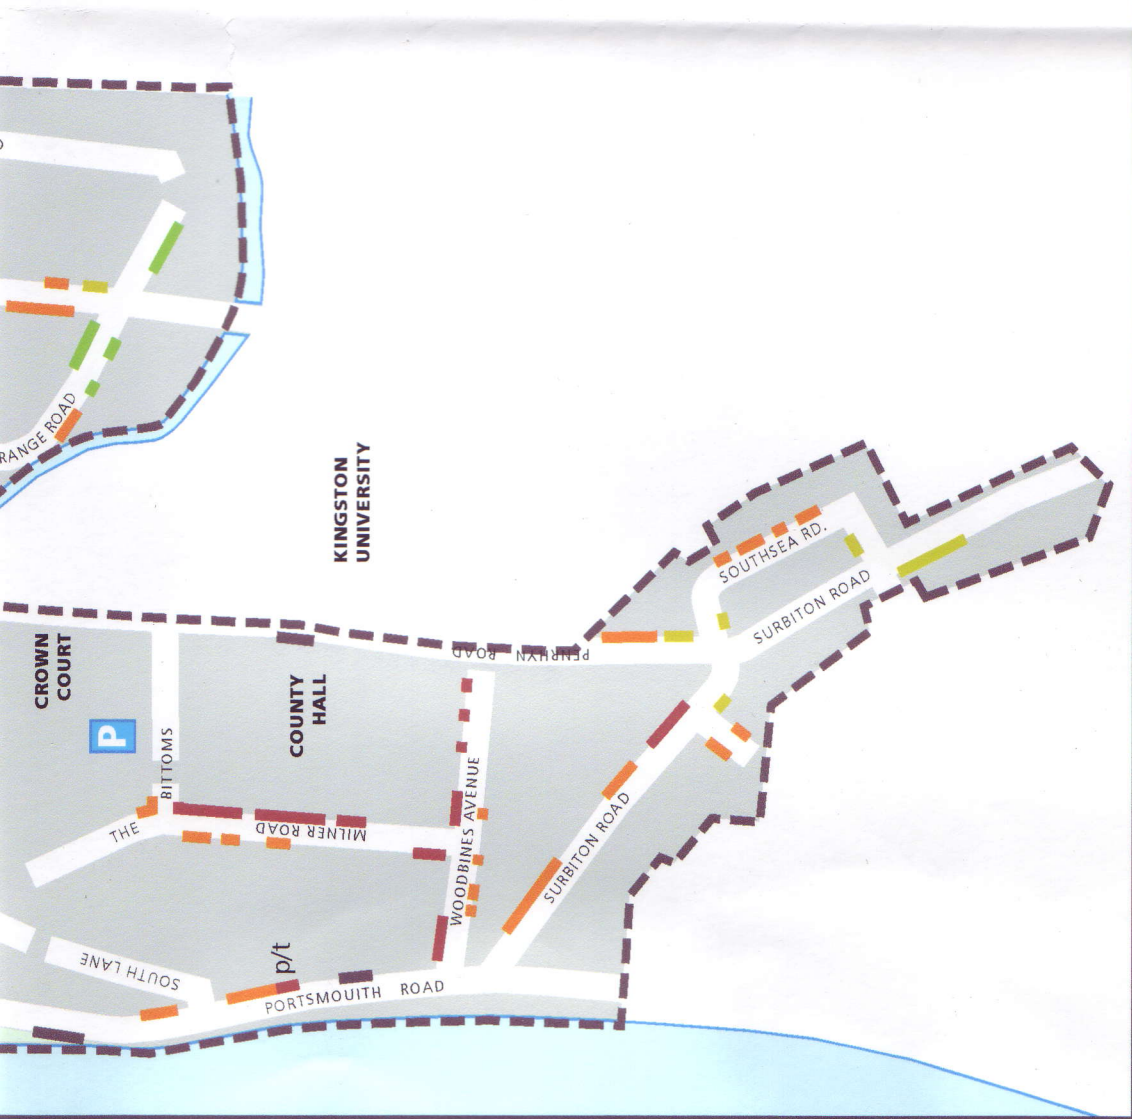 RANGE ROAD
KINGSTON
UNIVERSITY
SOUTHSEA RD.
SURBITON ROAD
PENRHYN ROAD
CROWN
COURT
P
COUNTY
HALL
THE BITTOMS
MILNER ROAD
WOODBINES AVENUE
SURBITON ROAD
SOUTH LANE
p/t
PORTSMOUITH ROAD